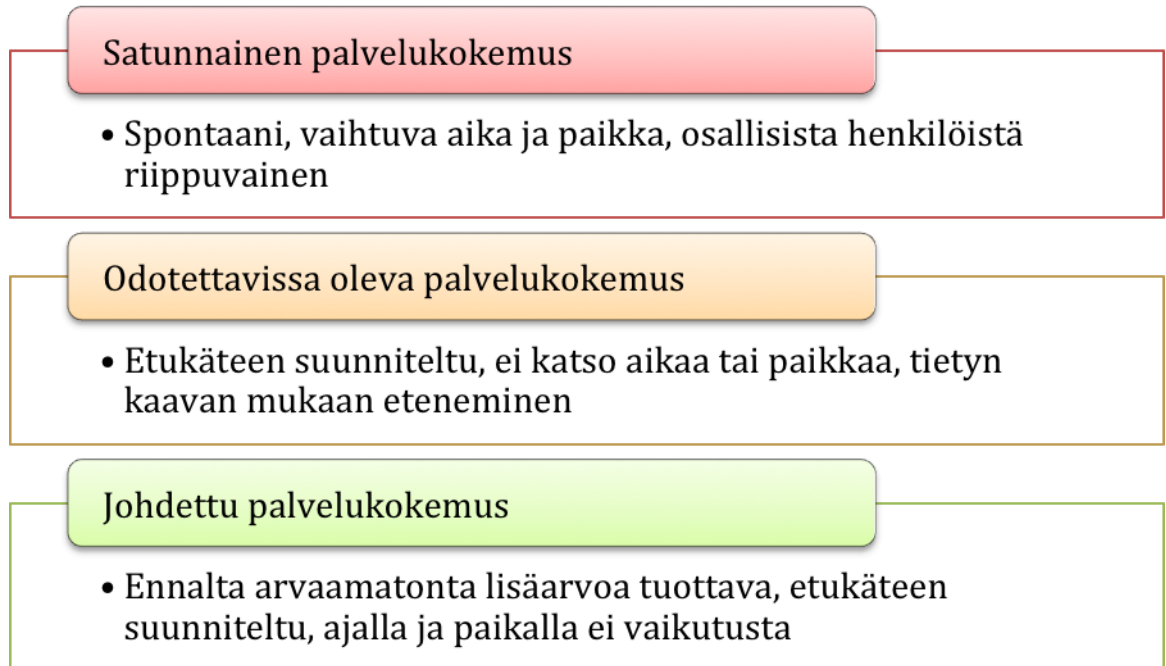 Satunnainen palvelukokemus
• Spontaani, vaihtuva aika ja paikka, osallisista henkilöistä
riippuvainen
Odotettavissa oleva palvelukokemus
• Etukäteen suunniteltu, ei katso aikaa tai paikkaa, tietyn
kaavan mukaan eteneminen
Johdettu palvelukokemus
• Ennalta arvaamatonta lisäarvoa tuottava, etukäteen
suunniteltu, ajalla ja paikalla ei vaikutusta